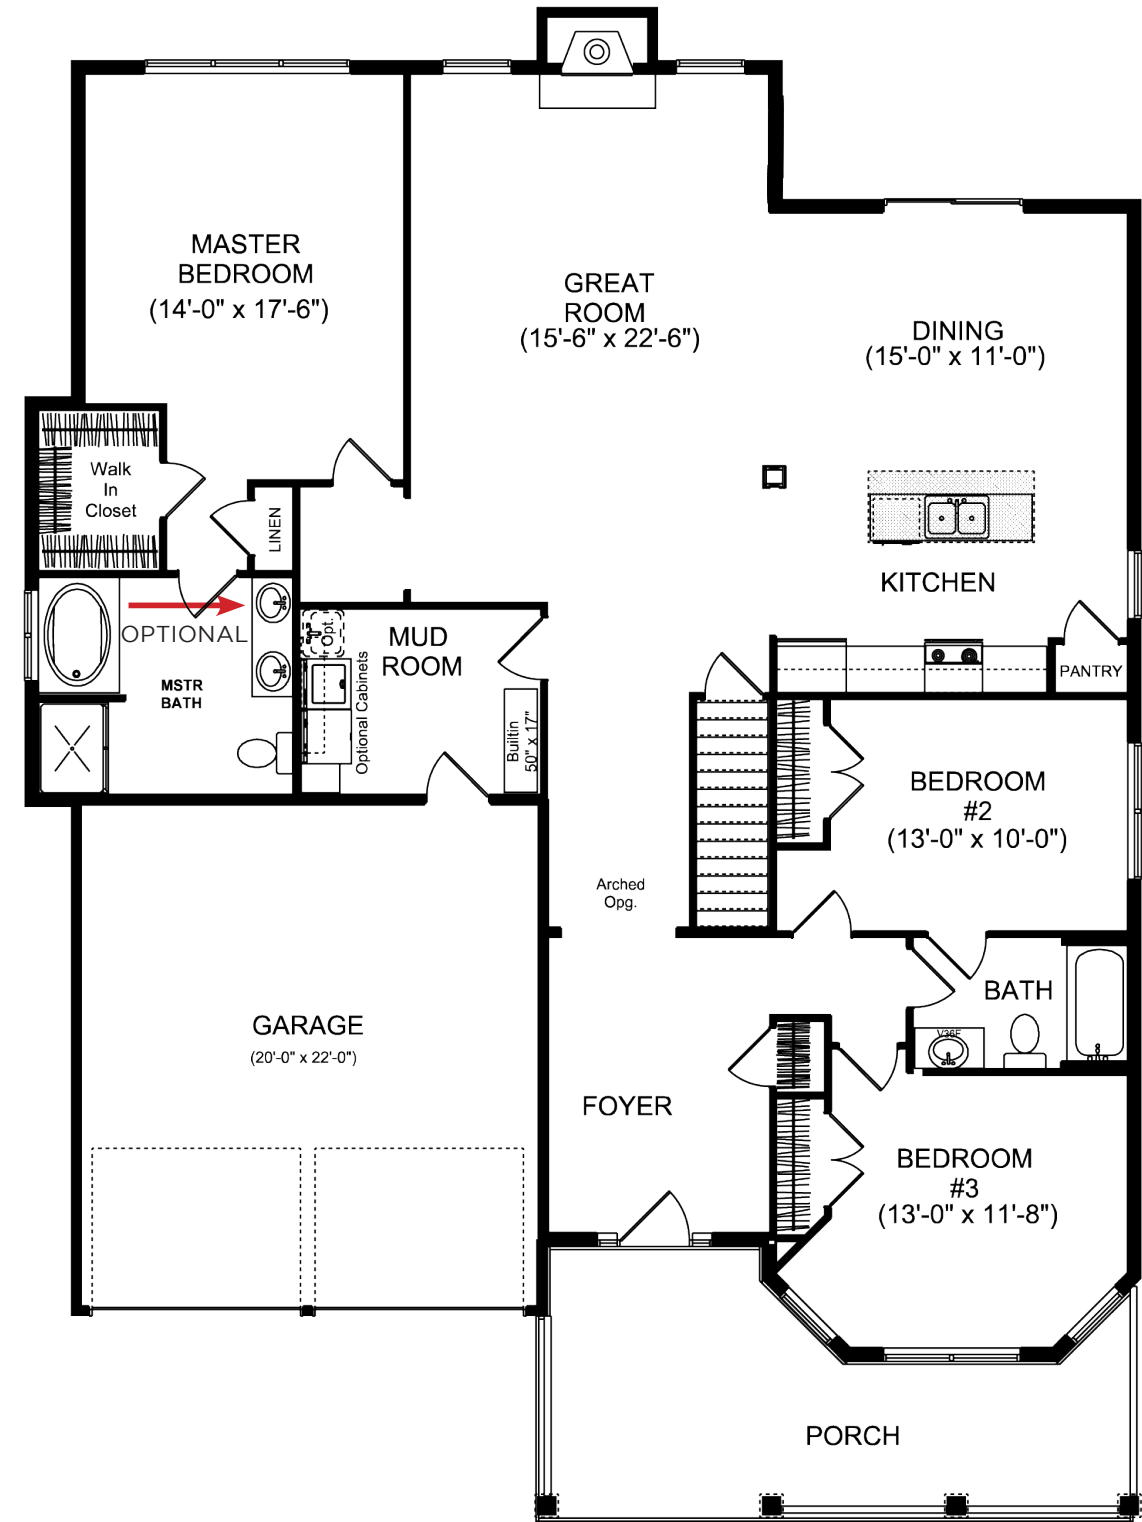 MASTER
BEDROOM
(14'-0" x 17'-6")
GREAT
ROOM
(15'-6" x 22'-6")
DINING
(15'-0" x 11'-0")
Walk
In
Closet
LINEN
KITCHEN
OPTIONAL
Opt.
MUD
ROOM
PANTRY
MSTR
BATH
Optional Cabinets
Builtin
50" x 17"
BEDROOM
#2
(13'-0" x 10'-0")
Arched
Opg.
BATH
V36F
GARAGE
(20'-0" x 22'-0")
FOYER
BEDROOM
#3
(13'-0" x 11'-8")
PORCH